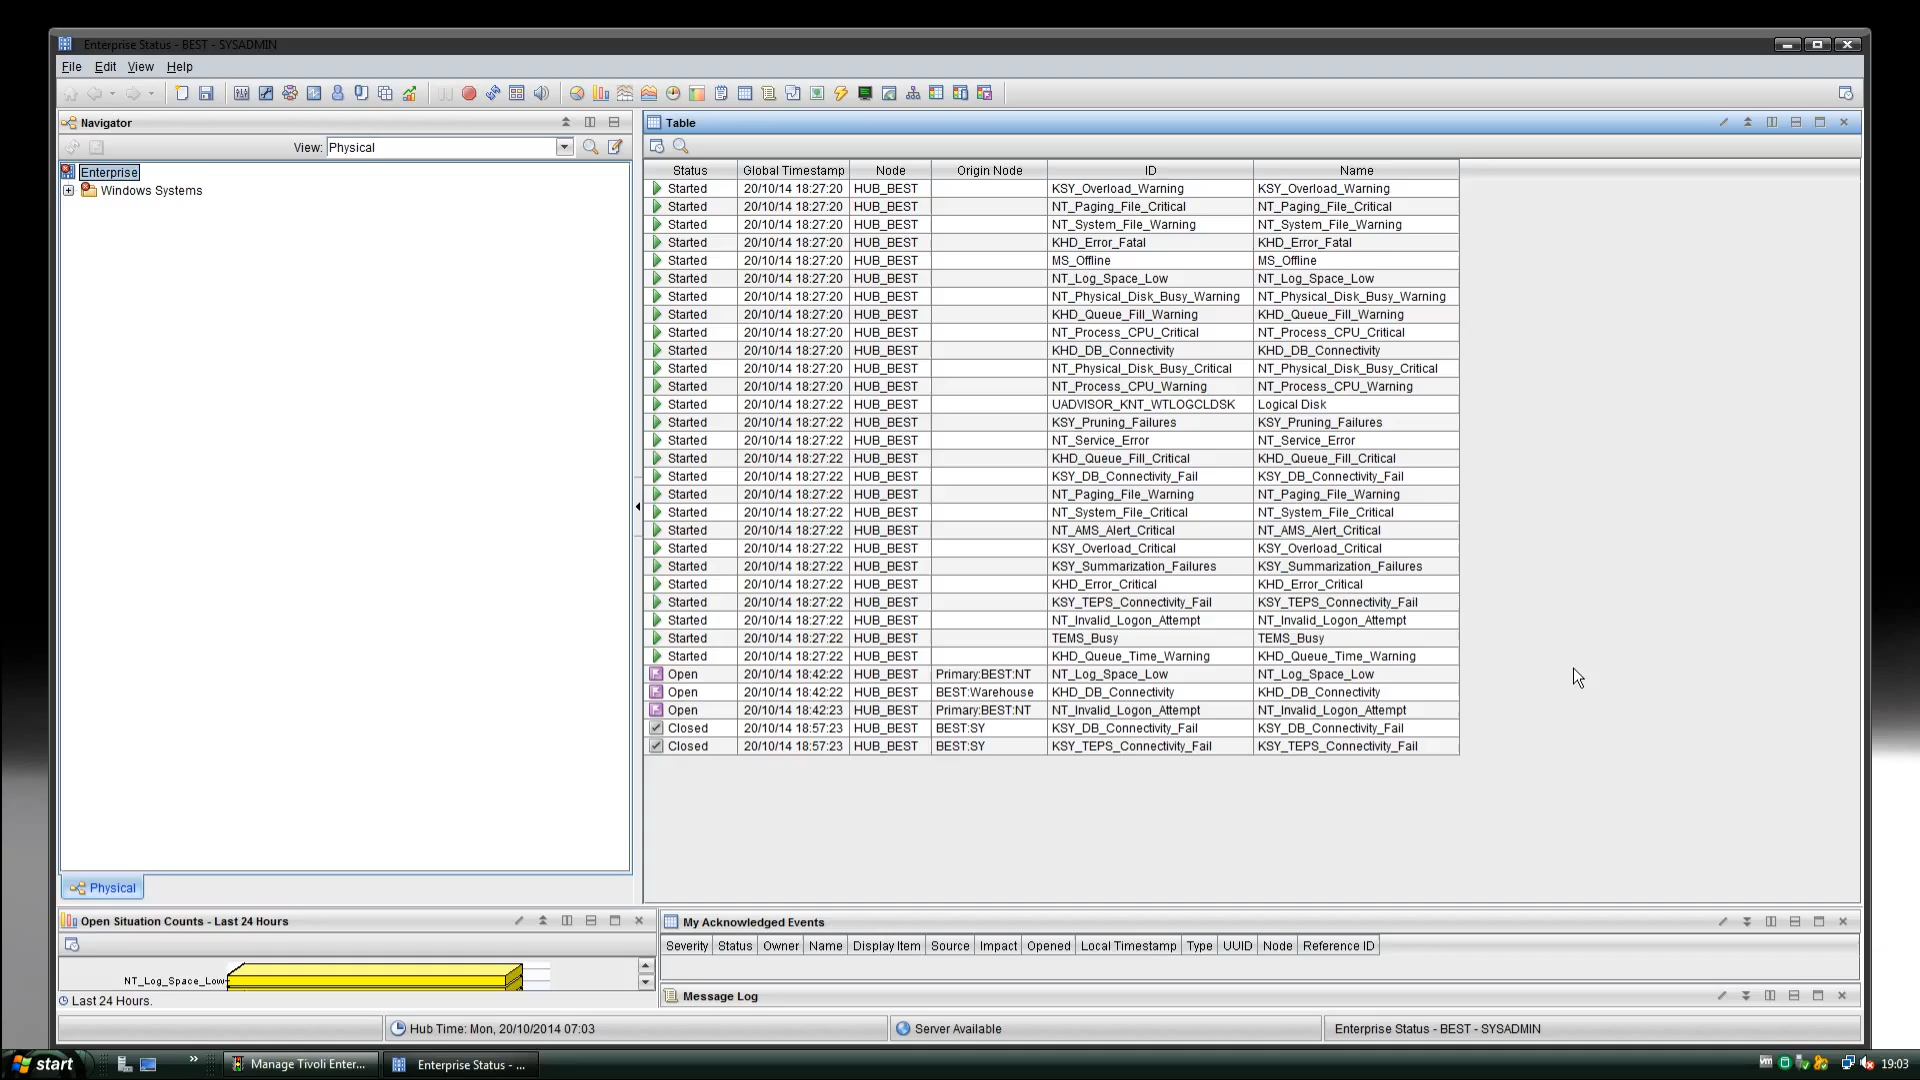 Enterprise Status - BEST - SYSADMIN
File Edit View Help
Navigator
View: Physical
Enterprise
Windows Systems
Physical
Table
Status Global Timestamp Node Origin Node ID Name
Started 20/10/14 18:27:20 HUB_BEST KSY_Overload_Warning KSY_Overload_Warning
Started 20/10/14 18:27:20 HUB_BEST NT_Paging_File_Critical NT_Paging_File_Critical
Started 20/10/14 18:27:20 HUB_BEST NT_System_File_Warning NT_System_File_Warning
Started 20/10/14 18:27:20 HUB_BEST KHD_Error_Fatal KHD_Error_Fatal
Started 20/10/14 18:27:20 HUB_BEST MS_Offline MS_Offline
Started 20/10/14 18:27:20 HUB_BEST NT_Log_Space_Low NT_Log_Space_Low
Started 20/10/14 18:27:20 HUB_BEST NT_Physical_Disk_Busy_Warning NT_Physical_Disk_Busy_Warning
Started 20/10/14 18:27:20 HUB_BEST KHD_Queue_Fill_Warning KHD_Queue_Fill_Warning
Started 20/10/14 18:27:20 HUB_BEST NT_Process_CPU_Critical NT_Process_CPU_Critical
Started 20/10/14 18:27:20 HUB_BEST KHD_DB_Connectivity KHD_DB_Connectivity
Started 20/10/14 18:27:20 HUB_BEST NT_Physical_Disk_Busy_Critical NT_Physical_Disk_Busy_Critical
Started 20/10/14 18:27:20 HUB_BEST NT_Process_CPU_Warning NT_Process_CPU_Warning
Started 20/10/14 18:27:22 HUB_BEST UADVISOR_KNT_WTLOGCLDSK Logical Disk
Started 20/10/14 18:27:22 HUB_BEST KSY_Pruning_Failures KSY_Pruning_Failures
Started 20/10/14 18:27:22 HUB_BEST NT_Service_Error NT_Service_Error
Started 20/10/14 18:27:22 HUB_BEST KHD_Queue_Fill_Critical KHD_Queue_Fill_Critical
Started 20/10/14 18:27:22 HUB_BEST KSY_DB_Connectivity_Fail KSY_DB_Connectivity_Fail
Started 20/10/14 18:27:22 HUB_BEST NT_Paging_File_Warning NT_Paging_File_Warning
Started 20/10/14 18:27:22 HUB_BEST NT_System_File_Critical NT_System_File_Critical
Started 20/10/14 18:27:22 HUB_BEST NT_AMS_Alert_Critical NT_AMS_Alert_Critical
Started 20/10/14 18:27:22 HUB_BEST KSY_Overload_Critical KSY_Overload_Critical
Started 20/10/14 18:27:22 HUB_BEST KSY_Summarization_Failures KSY_Summarization_Failures
Started 20/10/14 18:27:22 HUB_BEST KHD_Error_Critical KHD_Error_Critical
Started 20/10/14 18:27:22 HUB_BEST KSY_TEPS_Connectivity_Fail KSY_TEPS_Connectivity_Fail
Started 20/10/14 18:27:22 HUB_BEST NT_Invalid_Logon_Attempt NT_Invalid_Logon_Attempt
Started 20/10/14 18:27:22 HUB_BEST TEMS_Busy TEMS_Busy
Started 20/10/14 18:27:22 HUB_BEST KHD_Queue_Time_Warning KHD_Queue_Time_Warning
Open 20/10/14 18:42:22 HUB_BEST Primary:BEST:NT NT_Log_Space_Low NT_Log_Space_Low
Open 20/10/14 18:42:22 HUB_BEST BEST:Warehouse KHD_DB_Connectivity KHD_DB_Connectivity
Open 20/10/14 18:42:23 HUB_BEST Primary:BEST:NT NT_Invalid_Logon_Attempt NT_Invalid_Logon_Attempt
Closed 20/10/14 18:57:23 HUB_BEST BEST:SY KSY_DB_Connectivity_Fail KSY_DB_Connectivity_Fail
Closed 20/10/14 18:57:23 HUB_BEST BEST:SY KSY_TEPS_Connectivity_Fail KSY_TEPS_Connectivity_Fail
Open Situation Counts - Last 24 Hours
NT_Log_Space_Low
Last 24 Hours.
My Acknowledged Events
Severity Status Owner Name Display Item Source Impact Opened Local Timestamp Type UUID Node Reference ID
Message Log
Hub Time: Mon, 20/10/2014 07:03 Server Available Enterprise Status - BEST - SYSADMIN
start » Manage Tivoli Enter... Enterprise Status - ... vm 19:03